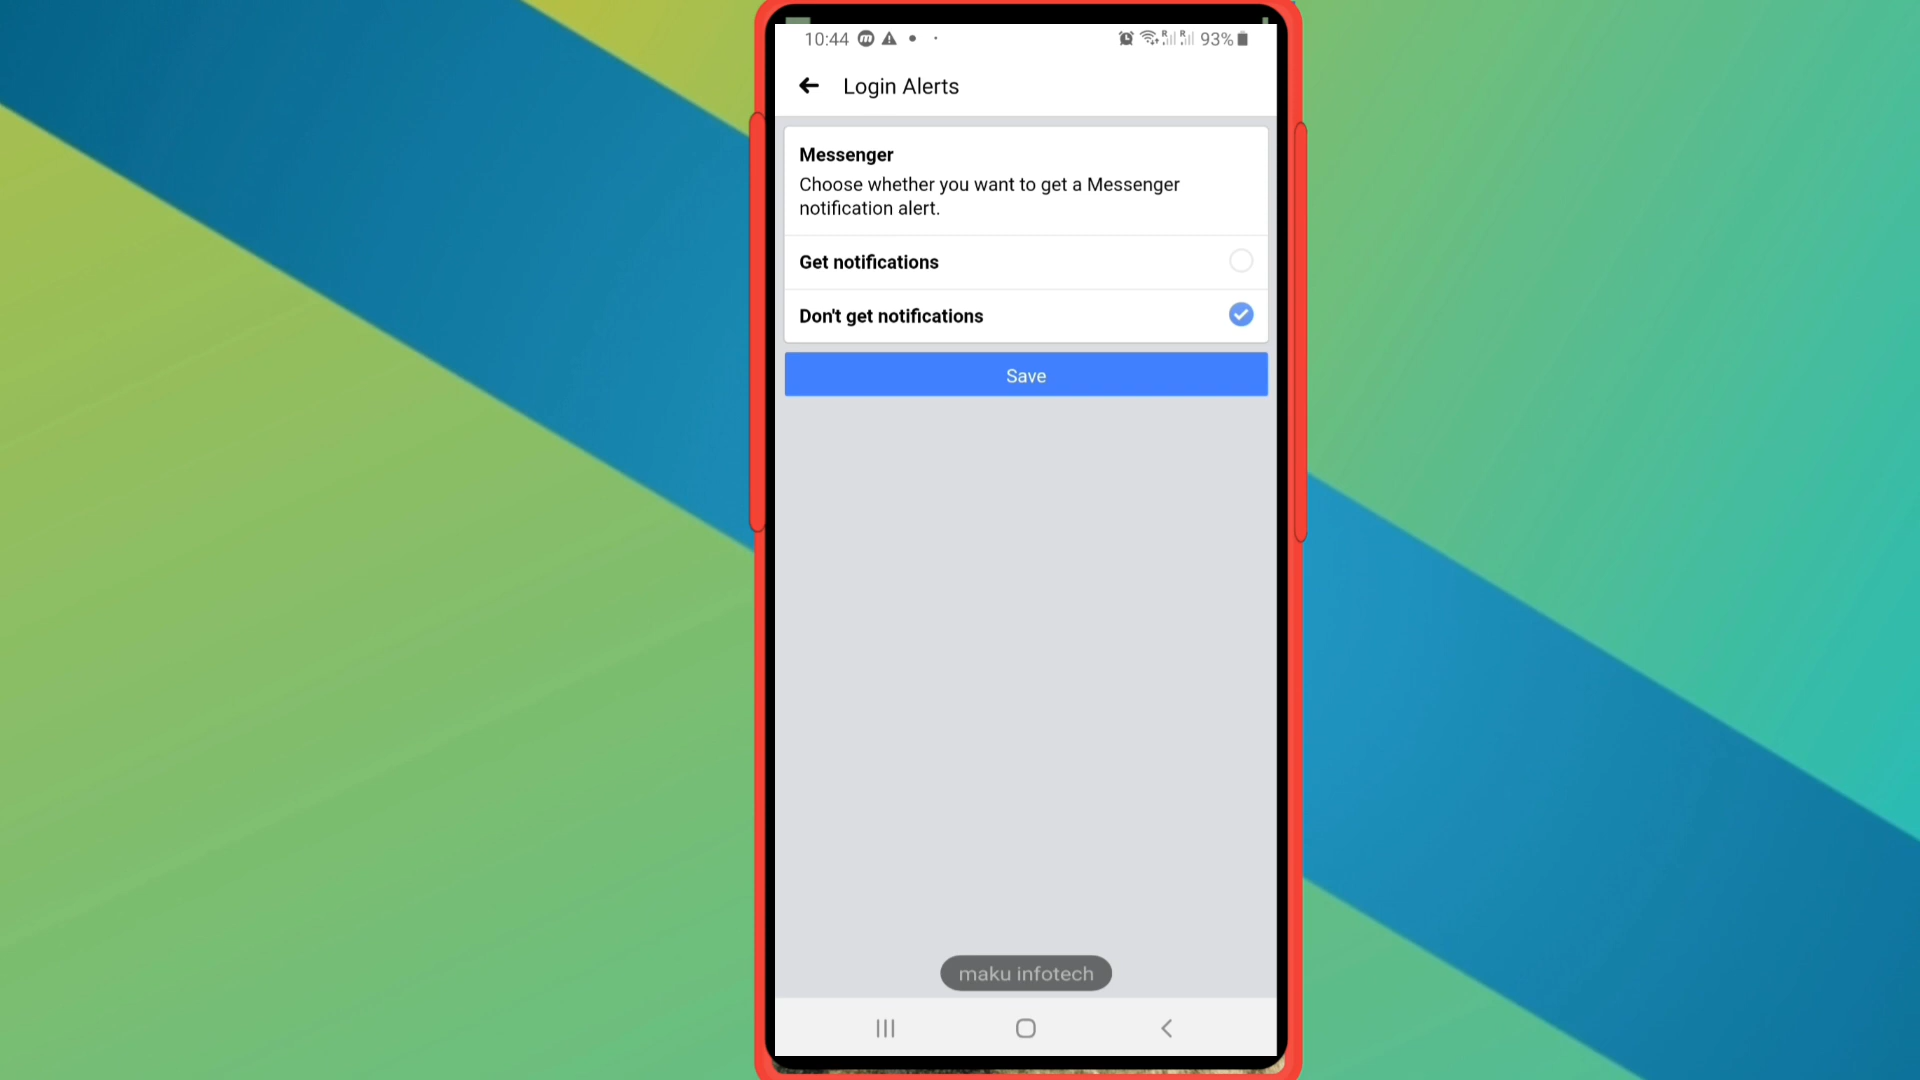 10:44 93%
Login Alerts
Messenger
Choose whether you want to get a Messenger
notification alert.
Get notifications
Don't get notifications
Save
maku infotech